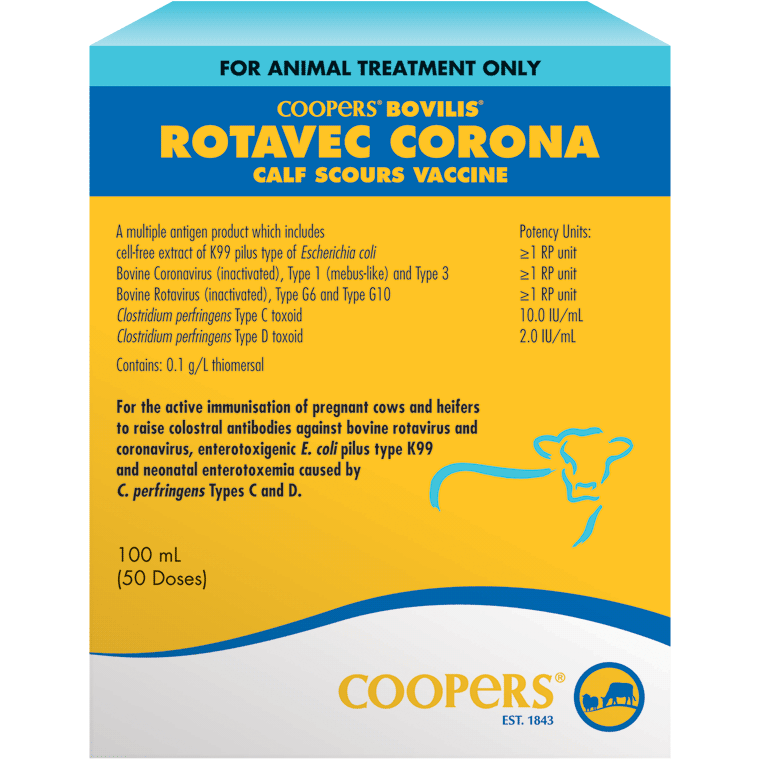 FOR ANIMAL TREATMENT ONLY
COOPERS® BOVILIS®
ROTAVEC CORONA
CALF SCOURS VACCINE
A multiple antigen product which includes Potency Units:
cell-free extract of K99 pilus type of Escherichia coli ≥1 RP unit
Bovine Coronavirus (inactivated), Type 1 (mebus-like) and Type 3 ≥1 RP unit
Bovine Rotavirus (inactivated), Type G6 and Type G10 ≥1 RP unit
Clostridium perfringens Type C toxoid 10.0 IU/mL
Clostridium perfringens Type D toxoid 2.0 IU/mL
Contains: 0.1 g/L thiomersal
For the active immunisation of pregnant cows and heifers
to raise colostral antibodies against bovine rotavirus and
coronavirus, enterotoxigenic E. coli pilus type K99
and neonatal enterotoxemia caused by
C. perfringens Types C and D.
100 mL
(50 Doses)
COOPERS®
EST. 1843